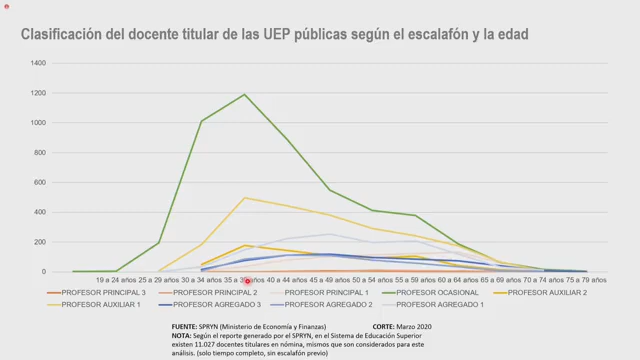 Clasificación del docente titular de las UEP públicas según el escalafón y la edad
1400
1200
1000
800
600
400
200
0
19 a 24 años 25 a 29 años 30 a 34 años 35 a 39 años 40 a 44 años 45 a 49 años 50 a 54 años 55 a 59 años 60 a 64 años 65 a 69 años 70 a 74 años 75 a 79 años
PROFESOR PRINCIPAL 3 PROFESOR PRINCIPAL 2 PROFESOR PRINCIPAL 1 PROFESOR OCASIONAL PROFESOR AUXILIAR 2
PROFESOR AUXILIAR 1 PROFESOR AGREGADO 3 PROFESOR AGREGADO 2 PROFESOR AGREGADO 1
FUENTE: SPRYN (Ministerio de Economía y Finanzas) CORTE: Marzo 2020
NOTA: Según el reporte generado por el SPRYN, en el Sistema de Educación Superior
existen 11.027 docentes titulares en nómina, mismos que son considerados para este
análisis. (solo tiempo completo, sin escalafón previo)